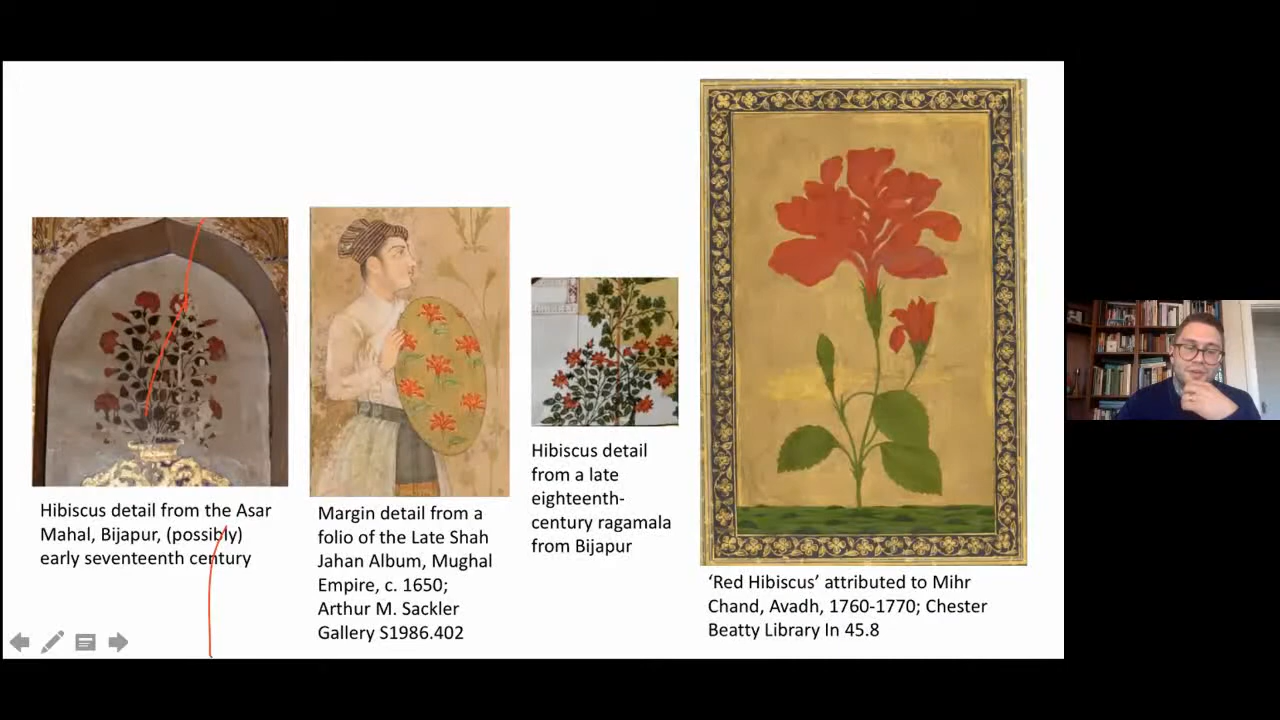 Hibiscus detail from the Asar
Mahal, Bijapur, (possibly)
early seventeenth century
Margin detail from a
folio of the Late Shah
Jahan Album, Mughal
Empire, c. 1650;
Arthur M. Sackler
Gallery S1986.402
Hibiscus detail
from a late
eighteenth-
century ragamala
from Bijapur
‘Red Hibiscus’ attributed to Mihr
Chand, Avadh, 1760-1770; Chester
Beatty Library In 45.8